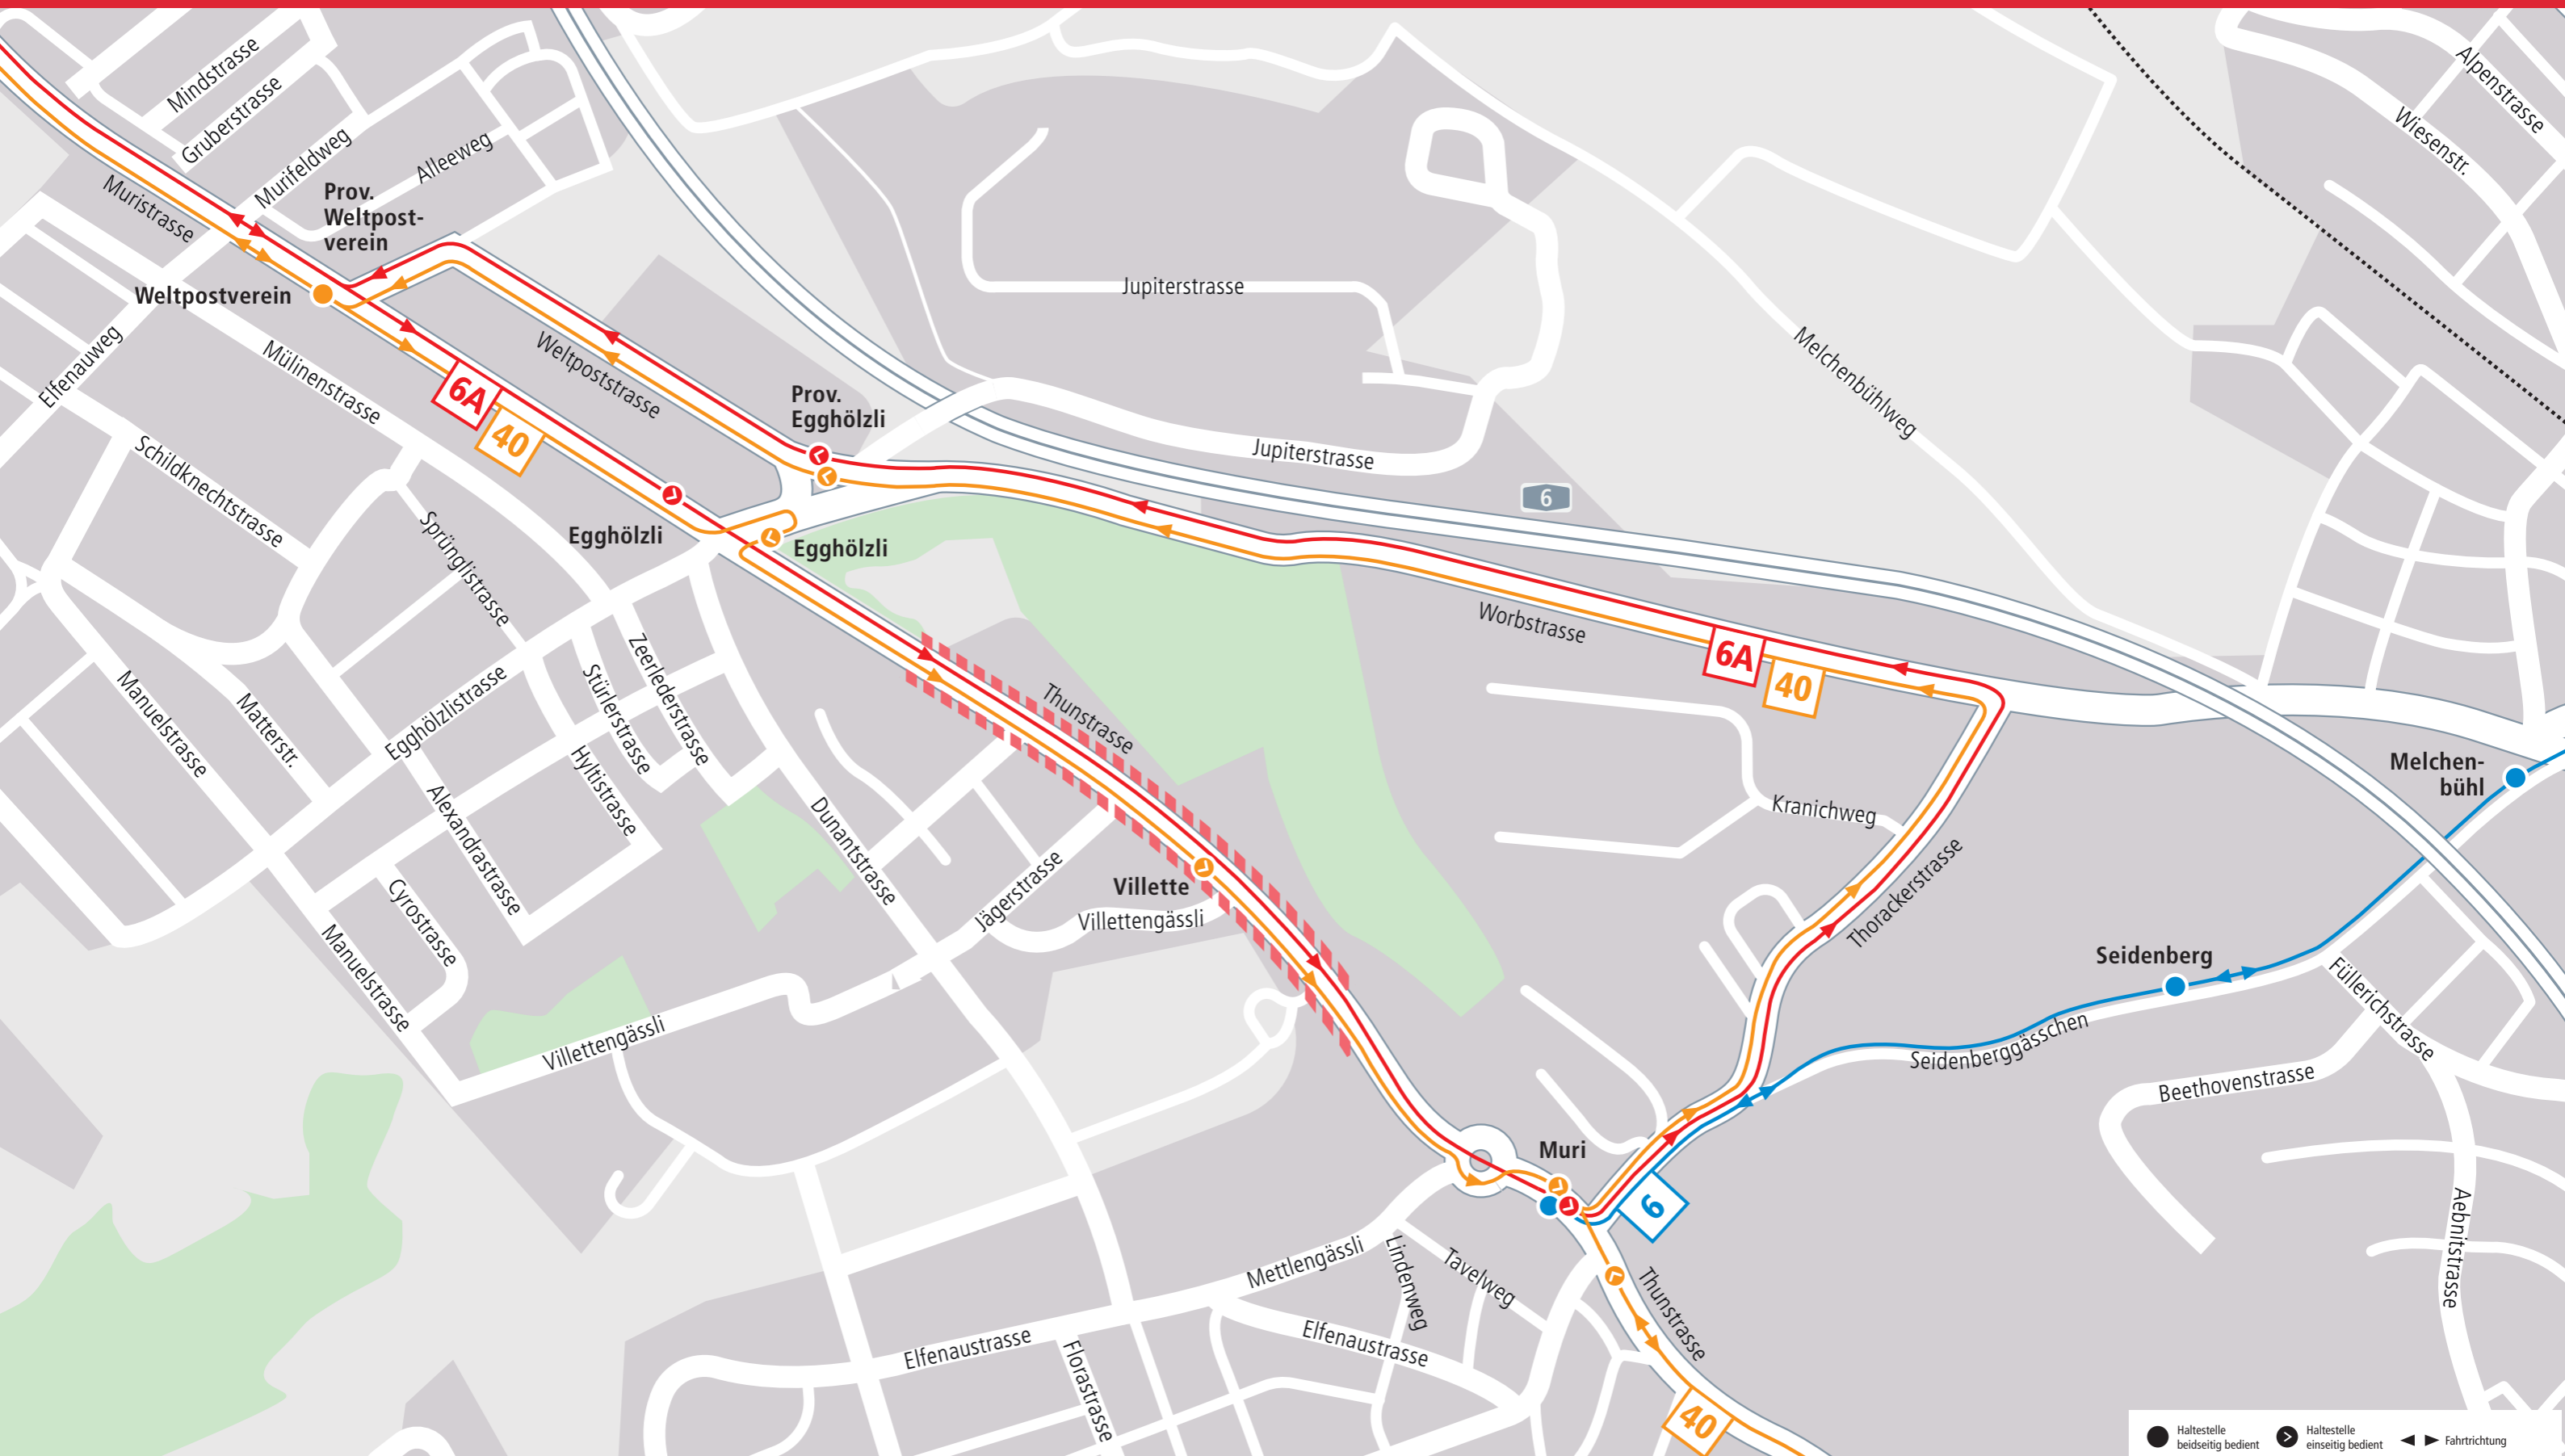 Mindstrasse
Gruberstrasse
Murifeldweg
Alleeweg
Alpenstrasse
Wiesenstr.
Muristrasse
Prov.
Weltpost-
verein
Weltpostverein
Elfenauweg
Mülinenstrasse
Weltpoststrasse
6A
40
Prov.
Egghölzli
Jupiterstrasse
Jupiterstrasse
Melchenbühlweg
6
Schildknechtstrasse
Sprünglistrasse
Egghölzli
Egghölzli
Worbstrasse
6A
40
Zeerlederstrasse
Stürlerstrasse
Egghölzlistrasse
Manuelstrasse
Matterstr.
Hyltistrasse
Alexandrastrasse
Thunstrasse
Dunantstrasse
Kranichweg
Melchen-
bühl
Villette
Jägerstrasse
Villettengässli
Thorackerstrasse
Cyrostrasse
Manuelstrasse
Villettengässli
Seidenberg
Seidenberggässchen
Füllerichstrasse
Beethovenstrasse
Muri
6
Aebnitstrasse
Mettlengässli
Lindenweg
Tavelweg
Thunstrasse
Elfenaustrasse
Elfenaustrasse
Florastrasse
40
Haltestelle
beidseitig bedient
Haltestelle
einseitig bedient
Fahrtrichtung